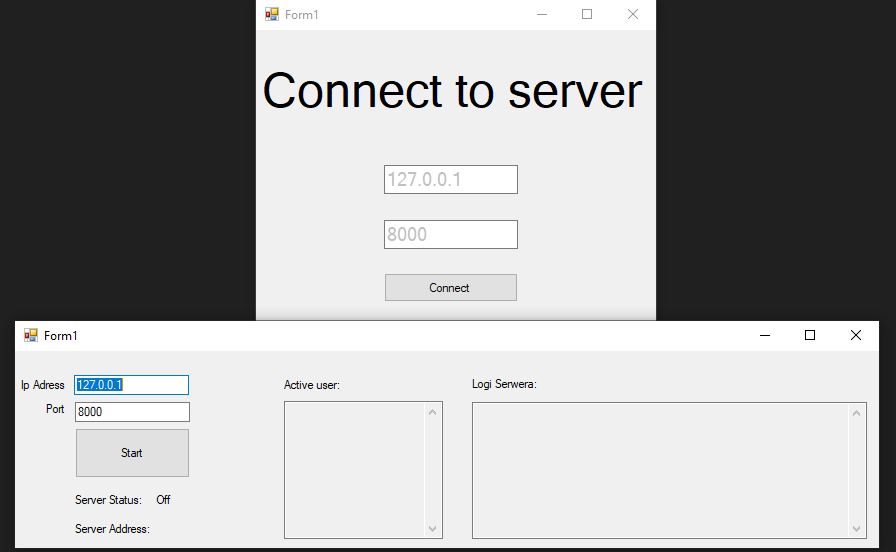 Form1
Connect to server
127.0.0.1
8000
Connect
Form1
Ip Adress 127.0.0.1
Port 8000
Start
Server Status: Off
Server Address:
Active user:
Logi Serwera: